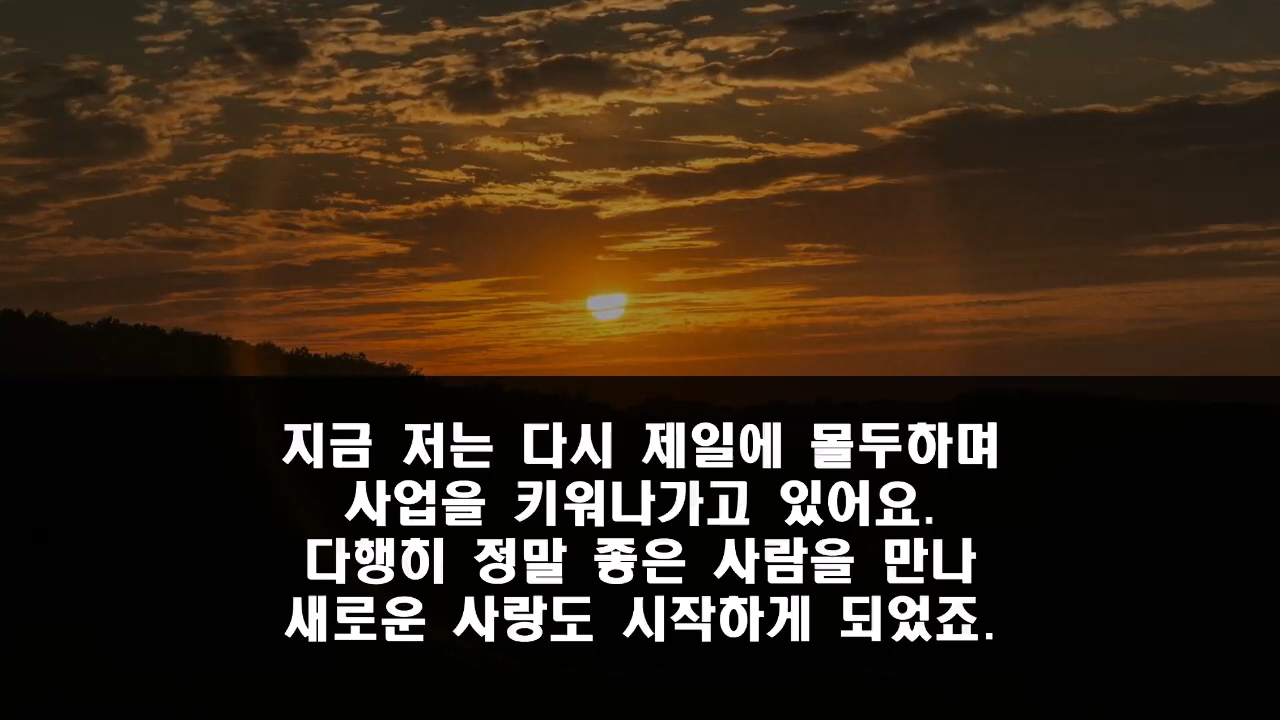 지금 저는 다시 제일에 몰두하며
사업을 키워나가고 있어요.
다행히 정말 좋은 사람을 만나
새로운 사랑도 시작하게 되었죠.